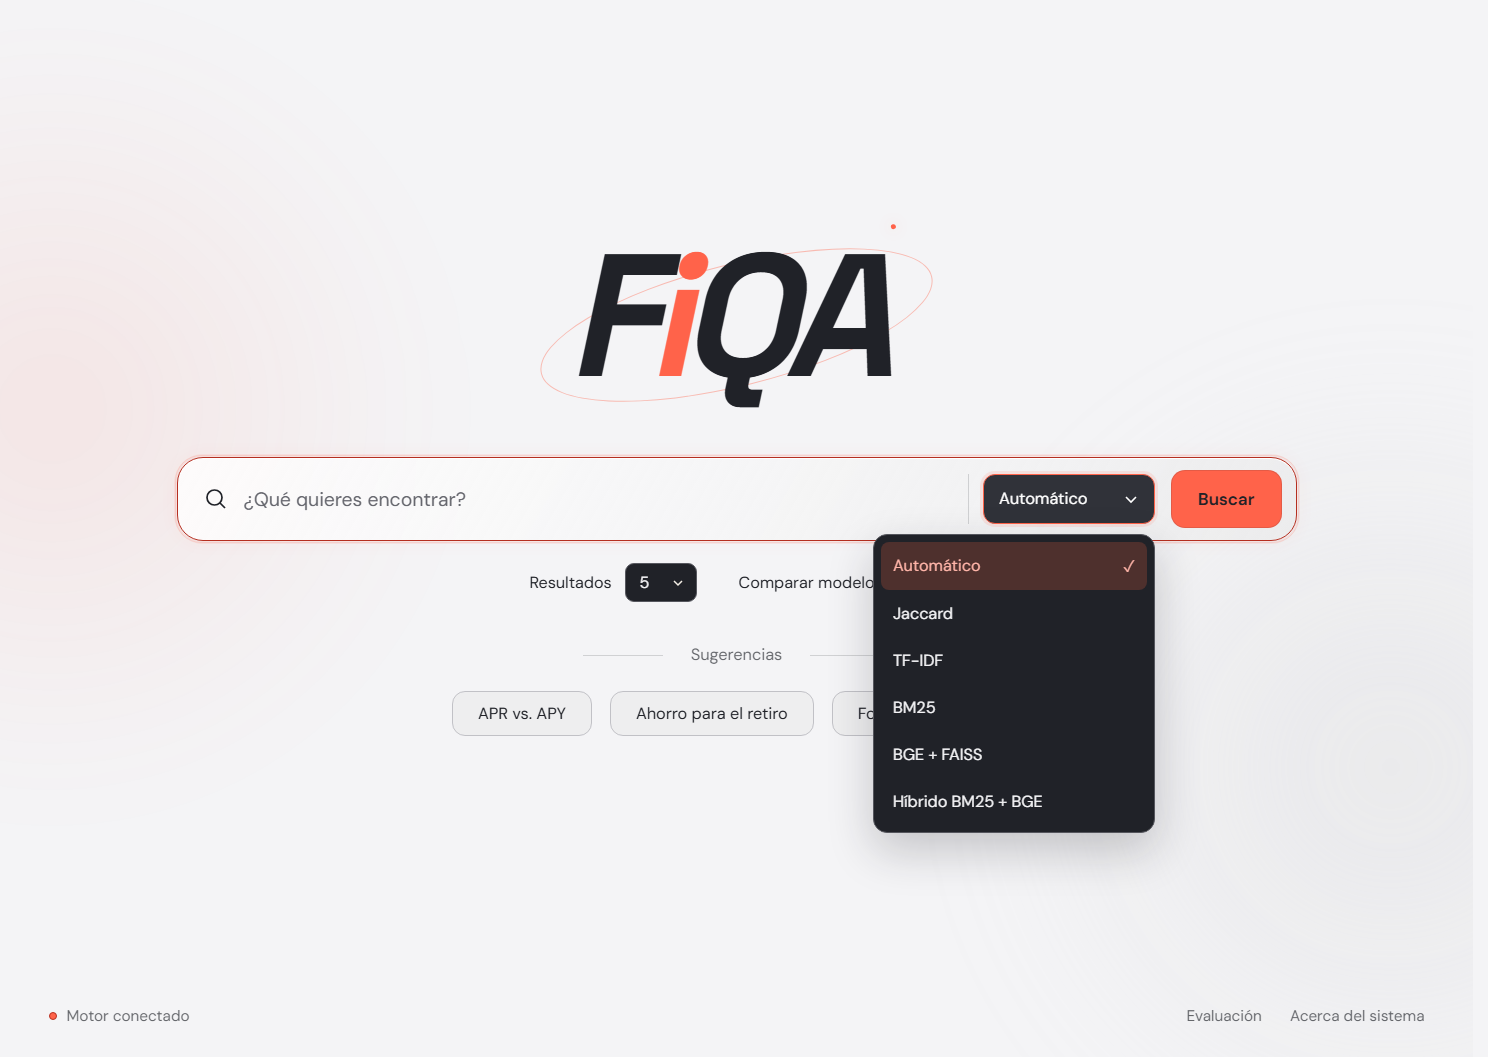 FiQA
¿Qué quieres encontrar?
Automático
Buscar
Resultados
5
Comparar modelo
Automático ✓
Jaccard
TF-IDF
BM25
BGE + FAISS
Híbrido BM25 + BGE
Sugerencias
APR vs. APY
Ahorro para el retiro
Motor conectado
Evaluación
Acerca del sistema